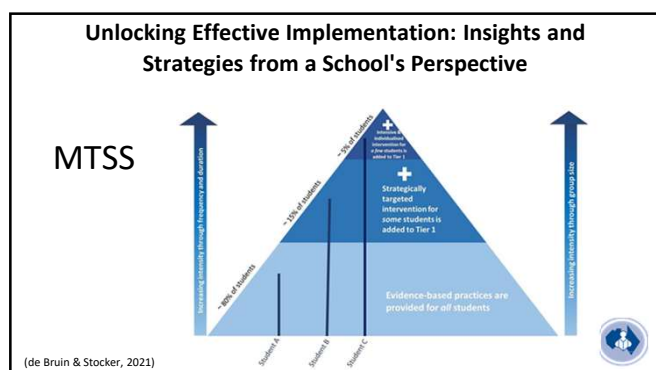 Unlocking Effective Implementation: Insights and
Strategies from a School's Perspective
MTSS
Increasing intensity through frequency and duration
~ 5% of students
~ 15% of students
~ 80% of students
Intensive &
individualised
intervention for
a few students is
added to Tier 1
Strategically
targeted
intervention for
some students is
added to Tier 1
Evidence-based practices are
provided for all students
Student A
Student B
Student C
Increasing intensity through group size
(de Bruin & Stocker, 2021)